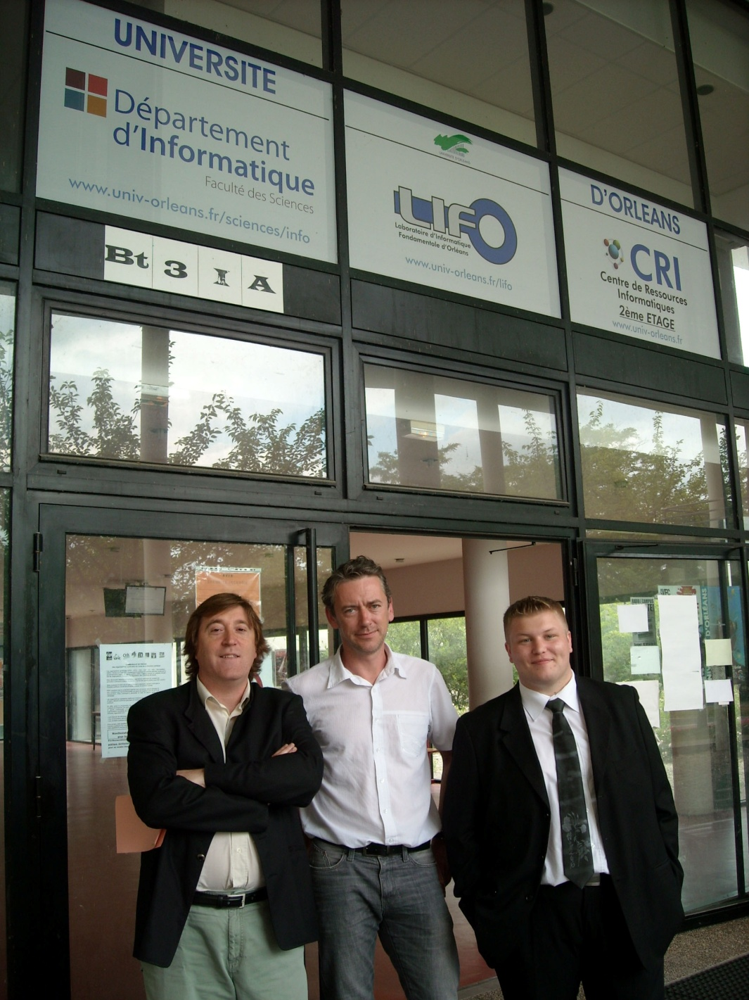 UNIVERSITE
Département
d'Informatique
Faculté des Sciences
www.univ-orleans.fr/sciences/info
Bt 3 I A
LIFO
Laboratoire d'Informatique
Fondamentale d'Orléans
www.univ-orleans.fr/lifo
D'ORLEANS
CRI
Centre de Ressources
Informatiques
2ème ETAGE
www.univ-orleans.fr
D'ORLEANS